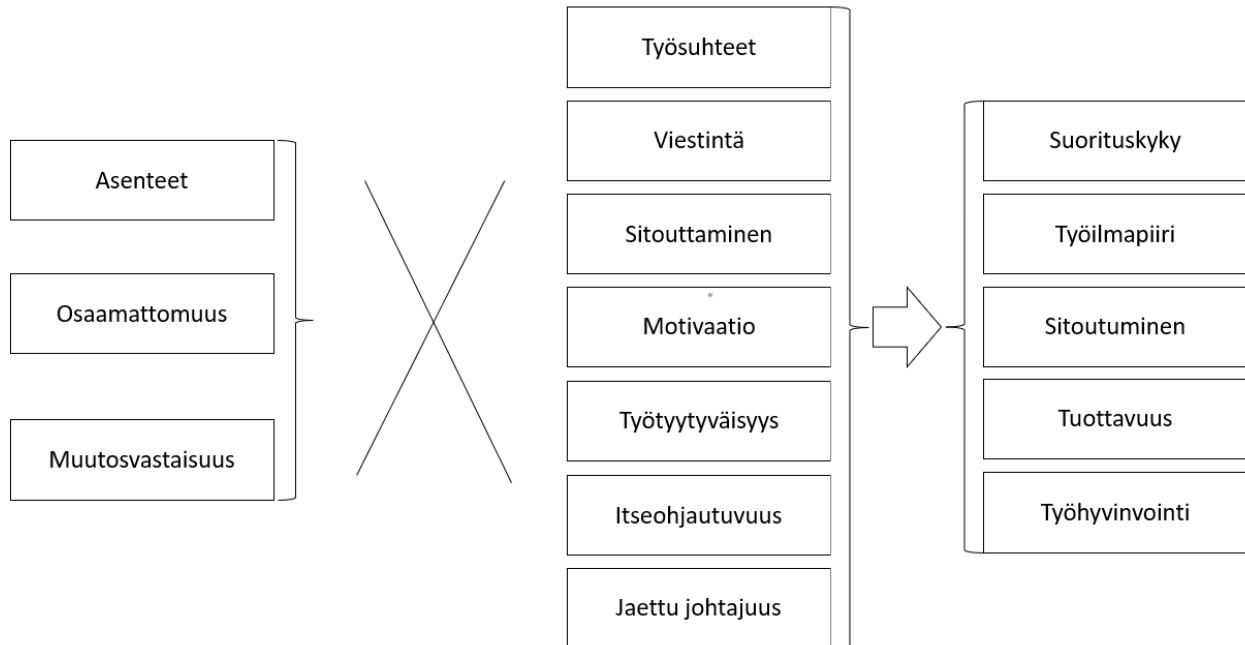 Asenteet
Osaamattomuus
Muutosvastaisuus
Työsuhteet
Viestintä
Sitouttaminen
Motivaatio
Työtyytyväisyys
Itseohjautuvuus
Jaettu johtajuus
Suorituskyky
Työilmapiiri
Sitoutuminen
Tuottavuus
Työhyvinvointi